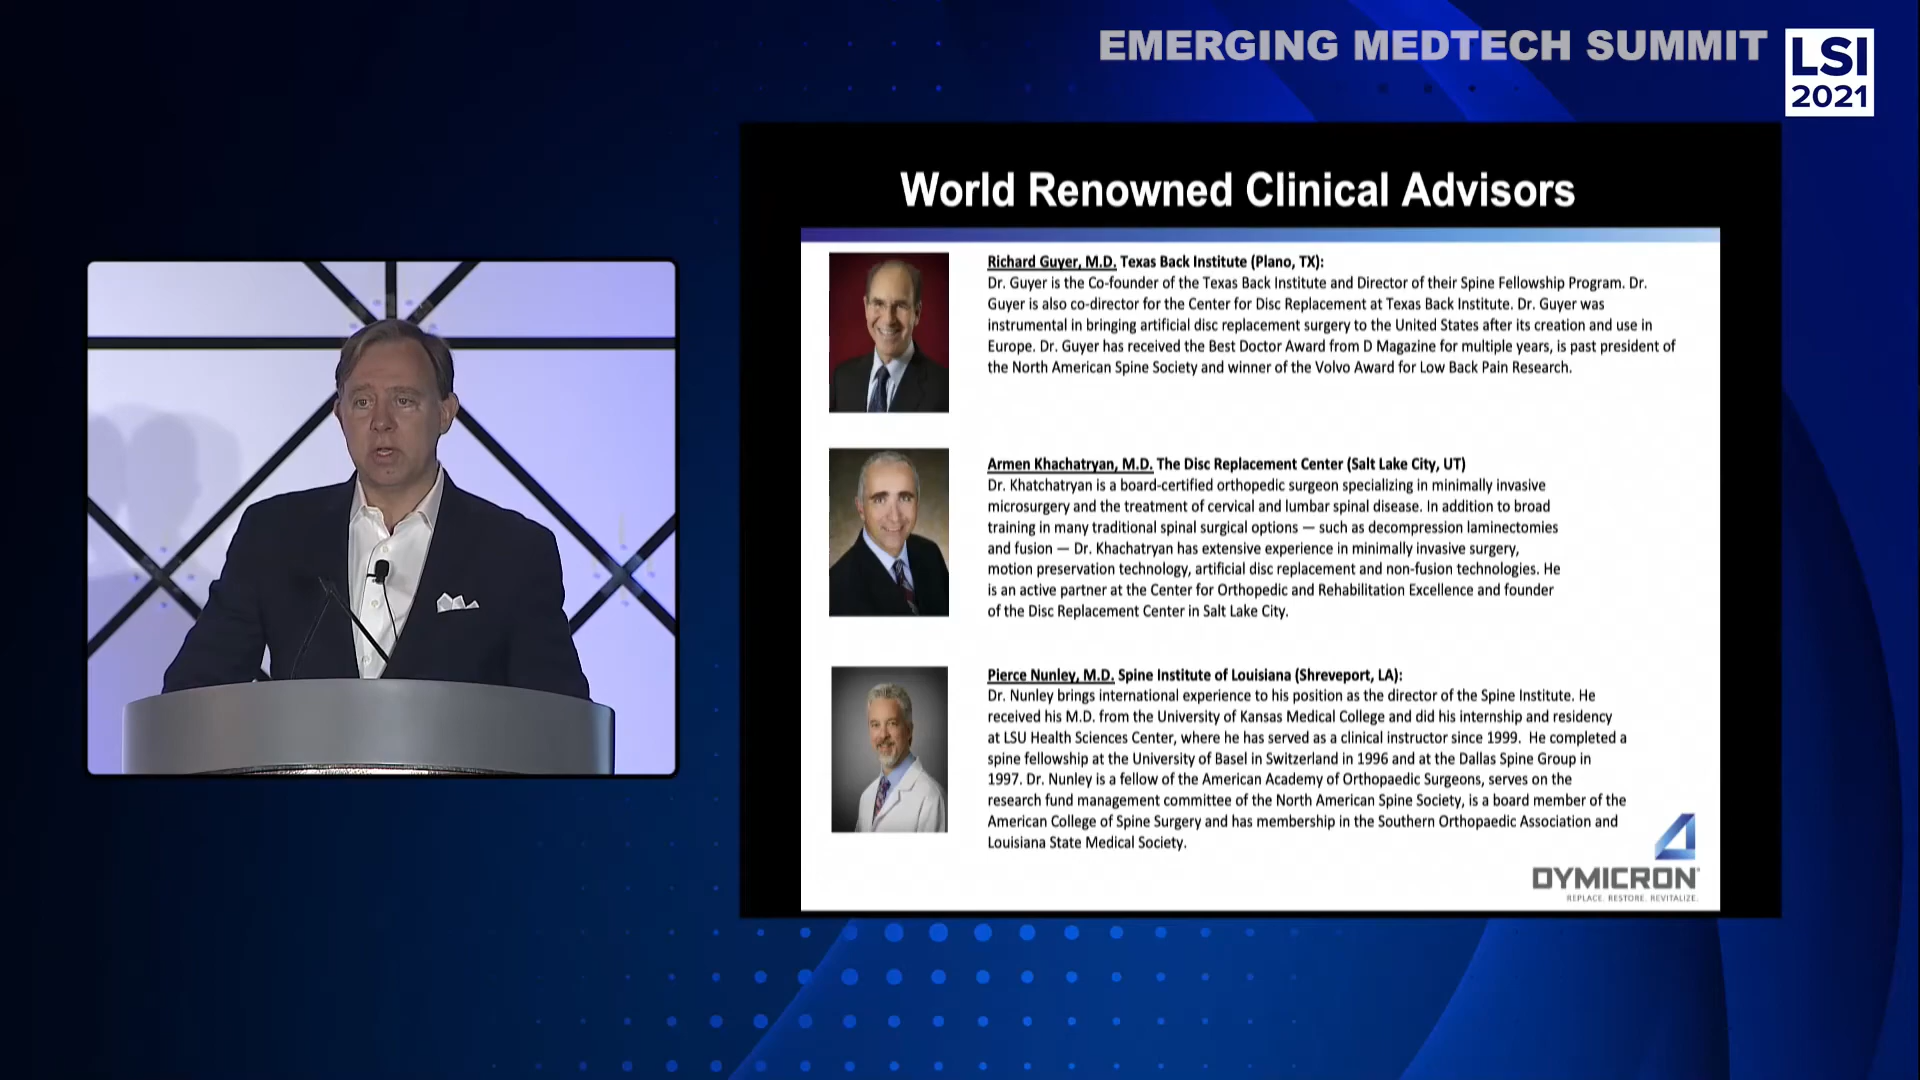 EMERGING MEDTECH SUMMIT
LSI
2021
World Renowned Clinical Advisors
Richard Guyer, M.D. Texas Back Institute (Plano, TX):
Dr. Guyer is the Co-founder of the Texas Back Institute and Director of their Spine Fellowship Program. Dr.
Guyer is also co-director for the Center for Disc Replacement at Texas Back Institute. Dr. Guyer was
instrumental in bringing artificial disc replacement surgery to the United States after its creation and use in
Europe. Dr. Guyer has received the Best Doctor Award from D Magazine for multiple years, is past president of
the North American Spine Society and winner of the Volvo Award for Low Back Pain Research.
Armen Khachatryan, M.D. The Disc Replacement Center (Salt Lake City, UT)
Dr. Khatchatryan is a board-certified orthopedic surgeon specializing in minimally invasive
microsurgery and the treatment of cervical and lumbar spinal disease. In addition to broad
training in many traditional spinal surgical options — such as decompression laminectomies
and fusion — Dr. Khachatryan has extensive experience in minimally invasive surgery,
motion preservation technology, artificial disc replacement and non-fusion technologies. He
is an active partner at the Center for Orthopedic and Rehabilitation Excellence and founder
of the Disc Replacement Center in Salt Lake City.
Pierce Nunley, M.D. Spine Institute of Louisiana (Shreveport, LA):
Dr. Nunley brings international experience to his position as the director of the Spine Institute. He
received his M.D. from the University of Kansas Medical College and did his internship and residency
at LSU Health Sciences Center, where he has served as a clinical instructor since 1999. He completed a
spine fellowship at the University of Basel in Switzerland in 1996 and at the Dallas Spine Group in
1997. Dr. Nunley is a fellow of the American Academy of Orthopaedic Surgeons, serves on the
research fund management committee of the North American Spine Society, is a board member of the
American College of Spine Surgery and has membership in the Southern Orthopaedic Association and
Louisiana State Medical Society.
DYMICRON
REPLACE. RESTORE. REVITALIZE.